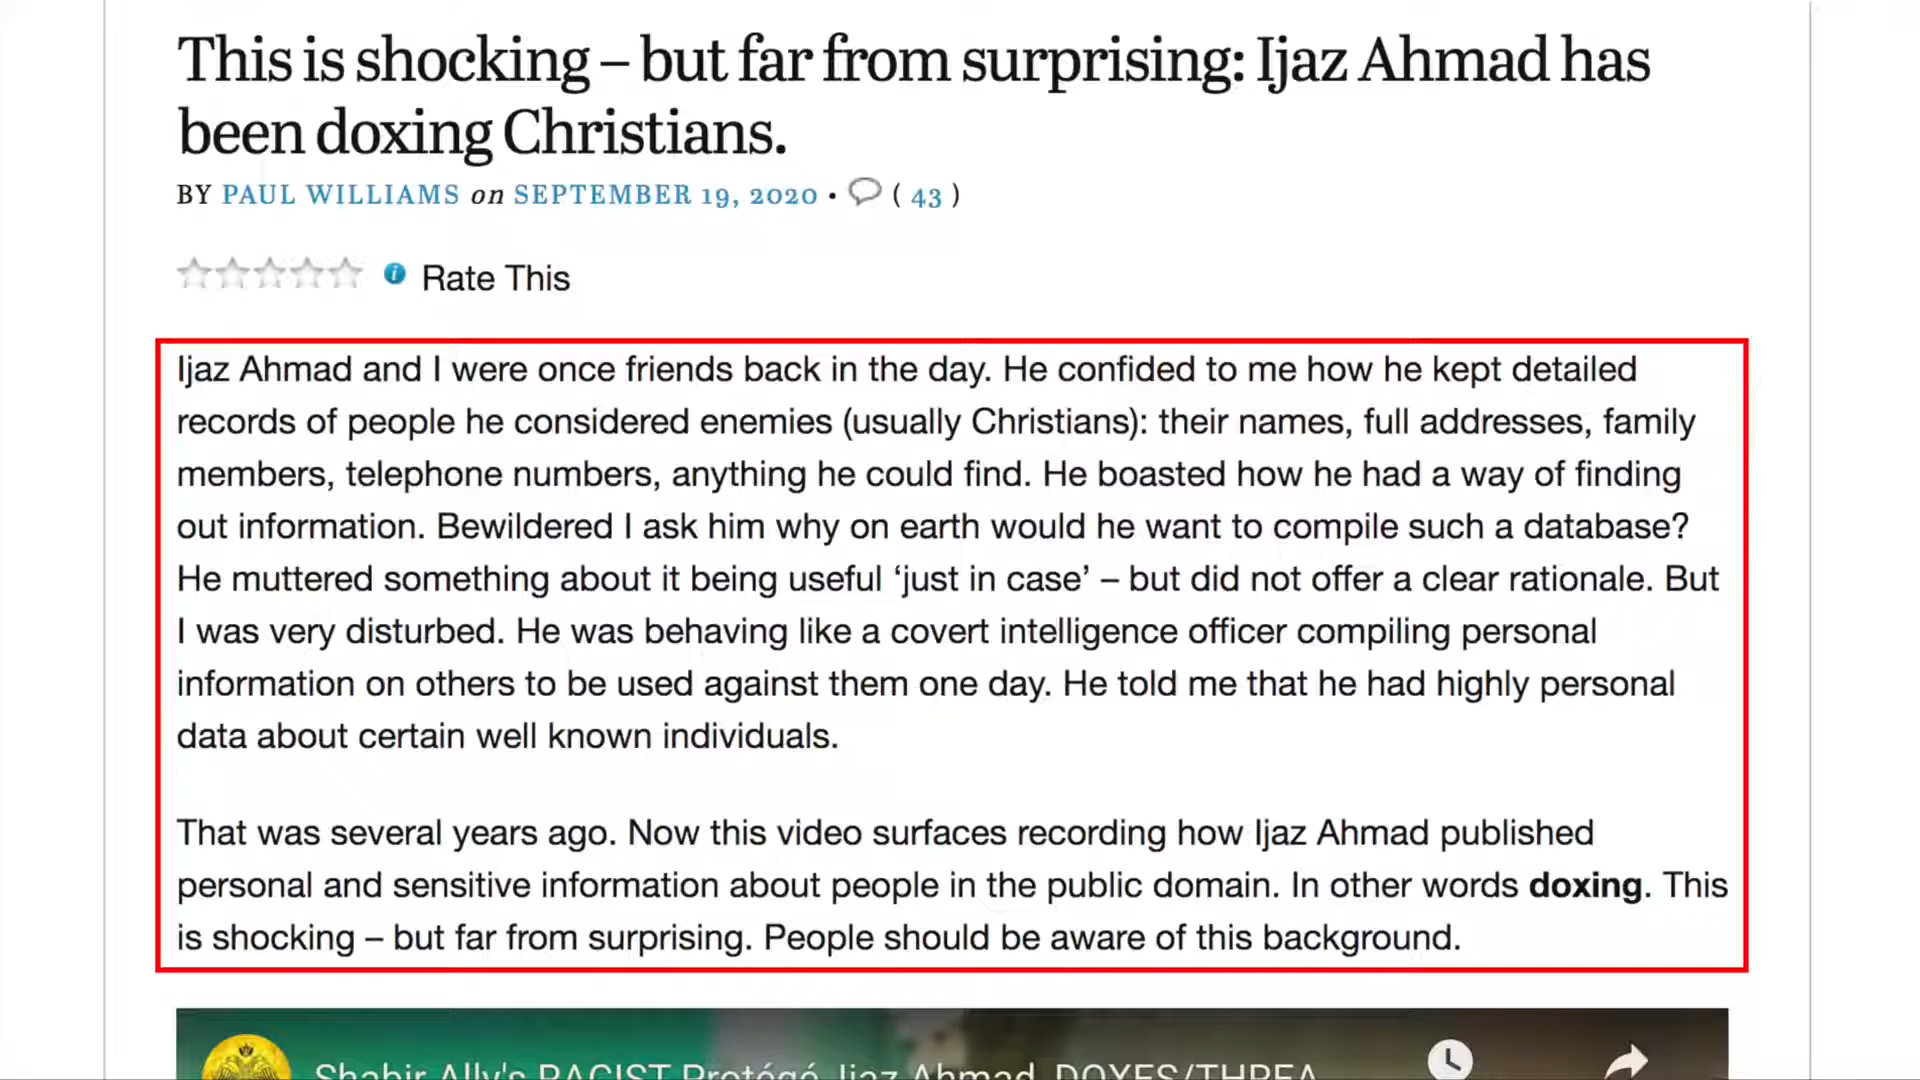 This is shocking – but far from surprising: Ijaz Ahmad has
been doxing Christians.
BY PAUL WILLIAMS on SEPTEMBER 19, 2020 • ( 43 )
Rate This
Ijaz Ahmad and I were once friends back in the day. He confided to me how he kept detailed
records of people he considered enemies (usually Christians): their names, full addresses, family
members, telephone numbers, anything he could find. He boasted how he had a way of finding
out information. Bewildered I ask him why on earth would he want to compile such a database?
He muttered something about it being useful ‘just in case’ – but did not offer a clear rationale. But
I was very disturbed. He was behaving like a covert intelligence officer compiling personal
information on others to be used against them one day. He told me that he had highly personal
data about certain well known individuals.
That was several years ago. Now this video surfaces recording how Ijaz Ahmad published
personal and sensitive information about people in the public domain. In other words doxing. This
is shocking – but far from surprising. People should be aware of this background.
Shabir Ally's RACIST Protégé Ijaz Ahmad DOXES/THREA